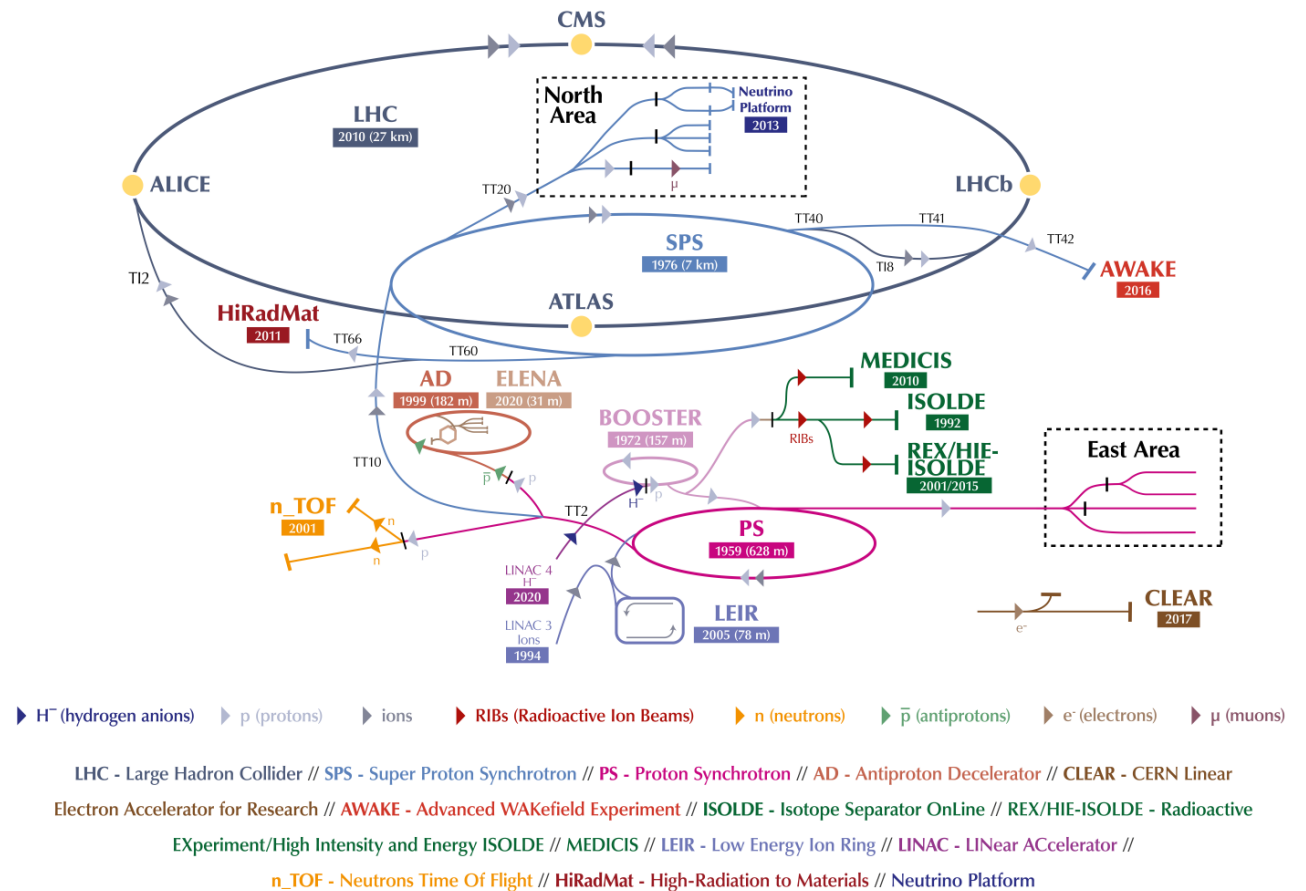 CMS
LHC
2010 (27 km)
North
Area
Neutrino
Platform
2013
μ
ALICE
LHCb
TT20
TT40
TT41
TT42
SPS
1976 (7 km)
TI8
TI2
AWAKE
2016
ATLAS
HiRadMat
2011
TT66
TT60
AD
1999 (182 m)
ELENA
2020 (31 m)
MEDICIS
2010
ISOLDE
1992
RIBs
REX/HIE-
ISOLDE
2001/2015
BOOSTER
1972 (157 m)
East Area
TT10
p̅
p
H⁻
p
n_TOF
2001
n
n
p
TT2
PS
1959 (628 m)
LINAC 4
H⁻
2020
LINAC 3
Ions
1994
LEIR
2005 (78 m)
e⁻
CLEAR
2017
H⁻ (hydrogen anions)
p (protons)
ions
RIBs (Radioactive Ion Beams)
n (neutrons)
p̅ (antiprotons)
e⁻ (electrons)
μ (muons)
LHC - Large Hadron Collider // SPS - Super Proton Synchrotron // PS - Proton Synchrotron // AD - Antiproton Decelerator // CLEAR - CERN Linear
Electron Accelerator for Research // AWAKE - Advanced WAKefield Experiment // ISOLDE - Isotope Separator OnLine // REX/HIE-ISOLDE - Radioactive
EXperiment/High Intensity and Energy ISOLDE // MEDICIS // LEIR - Low Energy Ion Ring // LINAC - LINear ACcelerator //
n_TOF - Neutrons Time Of Flight // HiRadMat - High-Radiation to Materials // Neutrino Platform